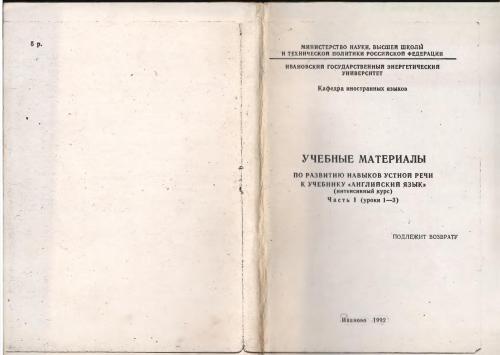 5 р.
МИНИСТЕРСТВО НАУКИ, ВЫСШЕЙ ШКОЛЫ
И ТЕХНИЧЕСКОЙ ПОЛИТИКИ РОССИЙСКОЙ ФЕДЕРАЦИИ
ИВАНОВСКИЙ ГОСУДАРСТВЕННЫЙ ЭНЕРГЕТИЧЕСКИЙ
УНИВЕРСИТЕТ
Кафедра иностранных языков
УЧЕБНЫЕ МАТЕРИАЛЫ
ПО РАЗВИТИЮ НАВЫКОВ УСТНОЙ РЕЧИ
К УЧЕБНИКУ «АНГЛИЙСКИЙ ЯЗЫК»
(интенсивный курс)
Часть 1 (уроки 1—3)
ПОДЛЕЖИТ ВОЗВРАТУ
Иваново 1992